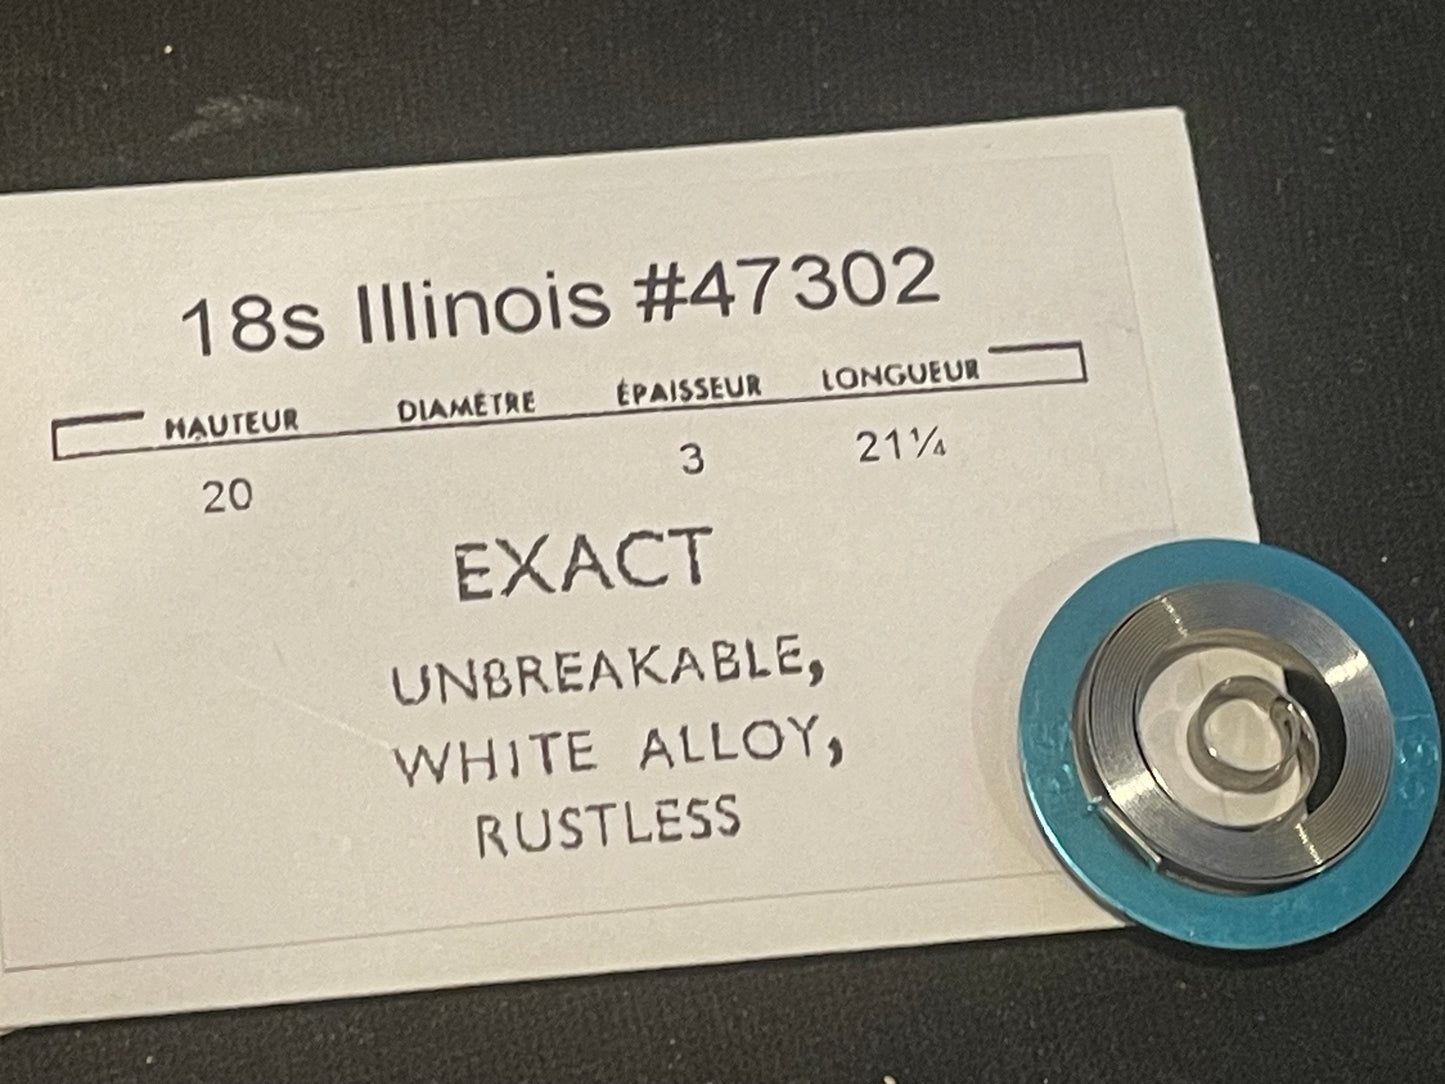 18s Illinois #47302
HAUTEUR DIAMÉTRE ÉPAISSEUR LONGUEUR
20 3 21¼
EXACT
UNBREAKABLE,
WHITE ALLOY,
RUSTLESS